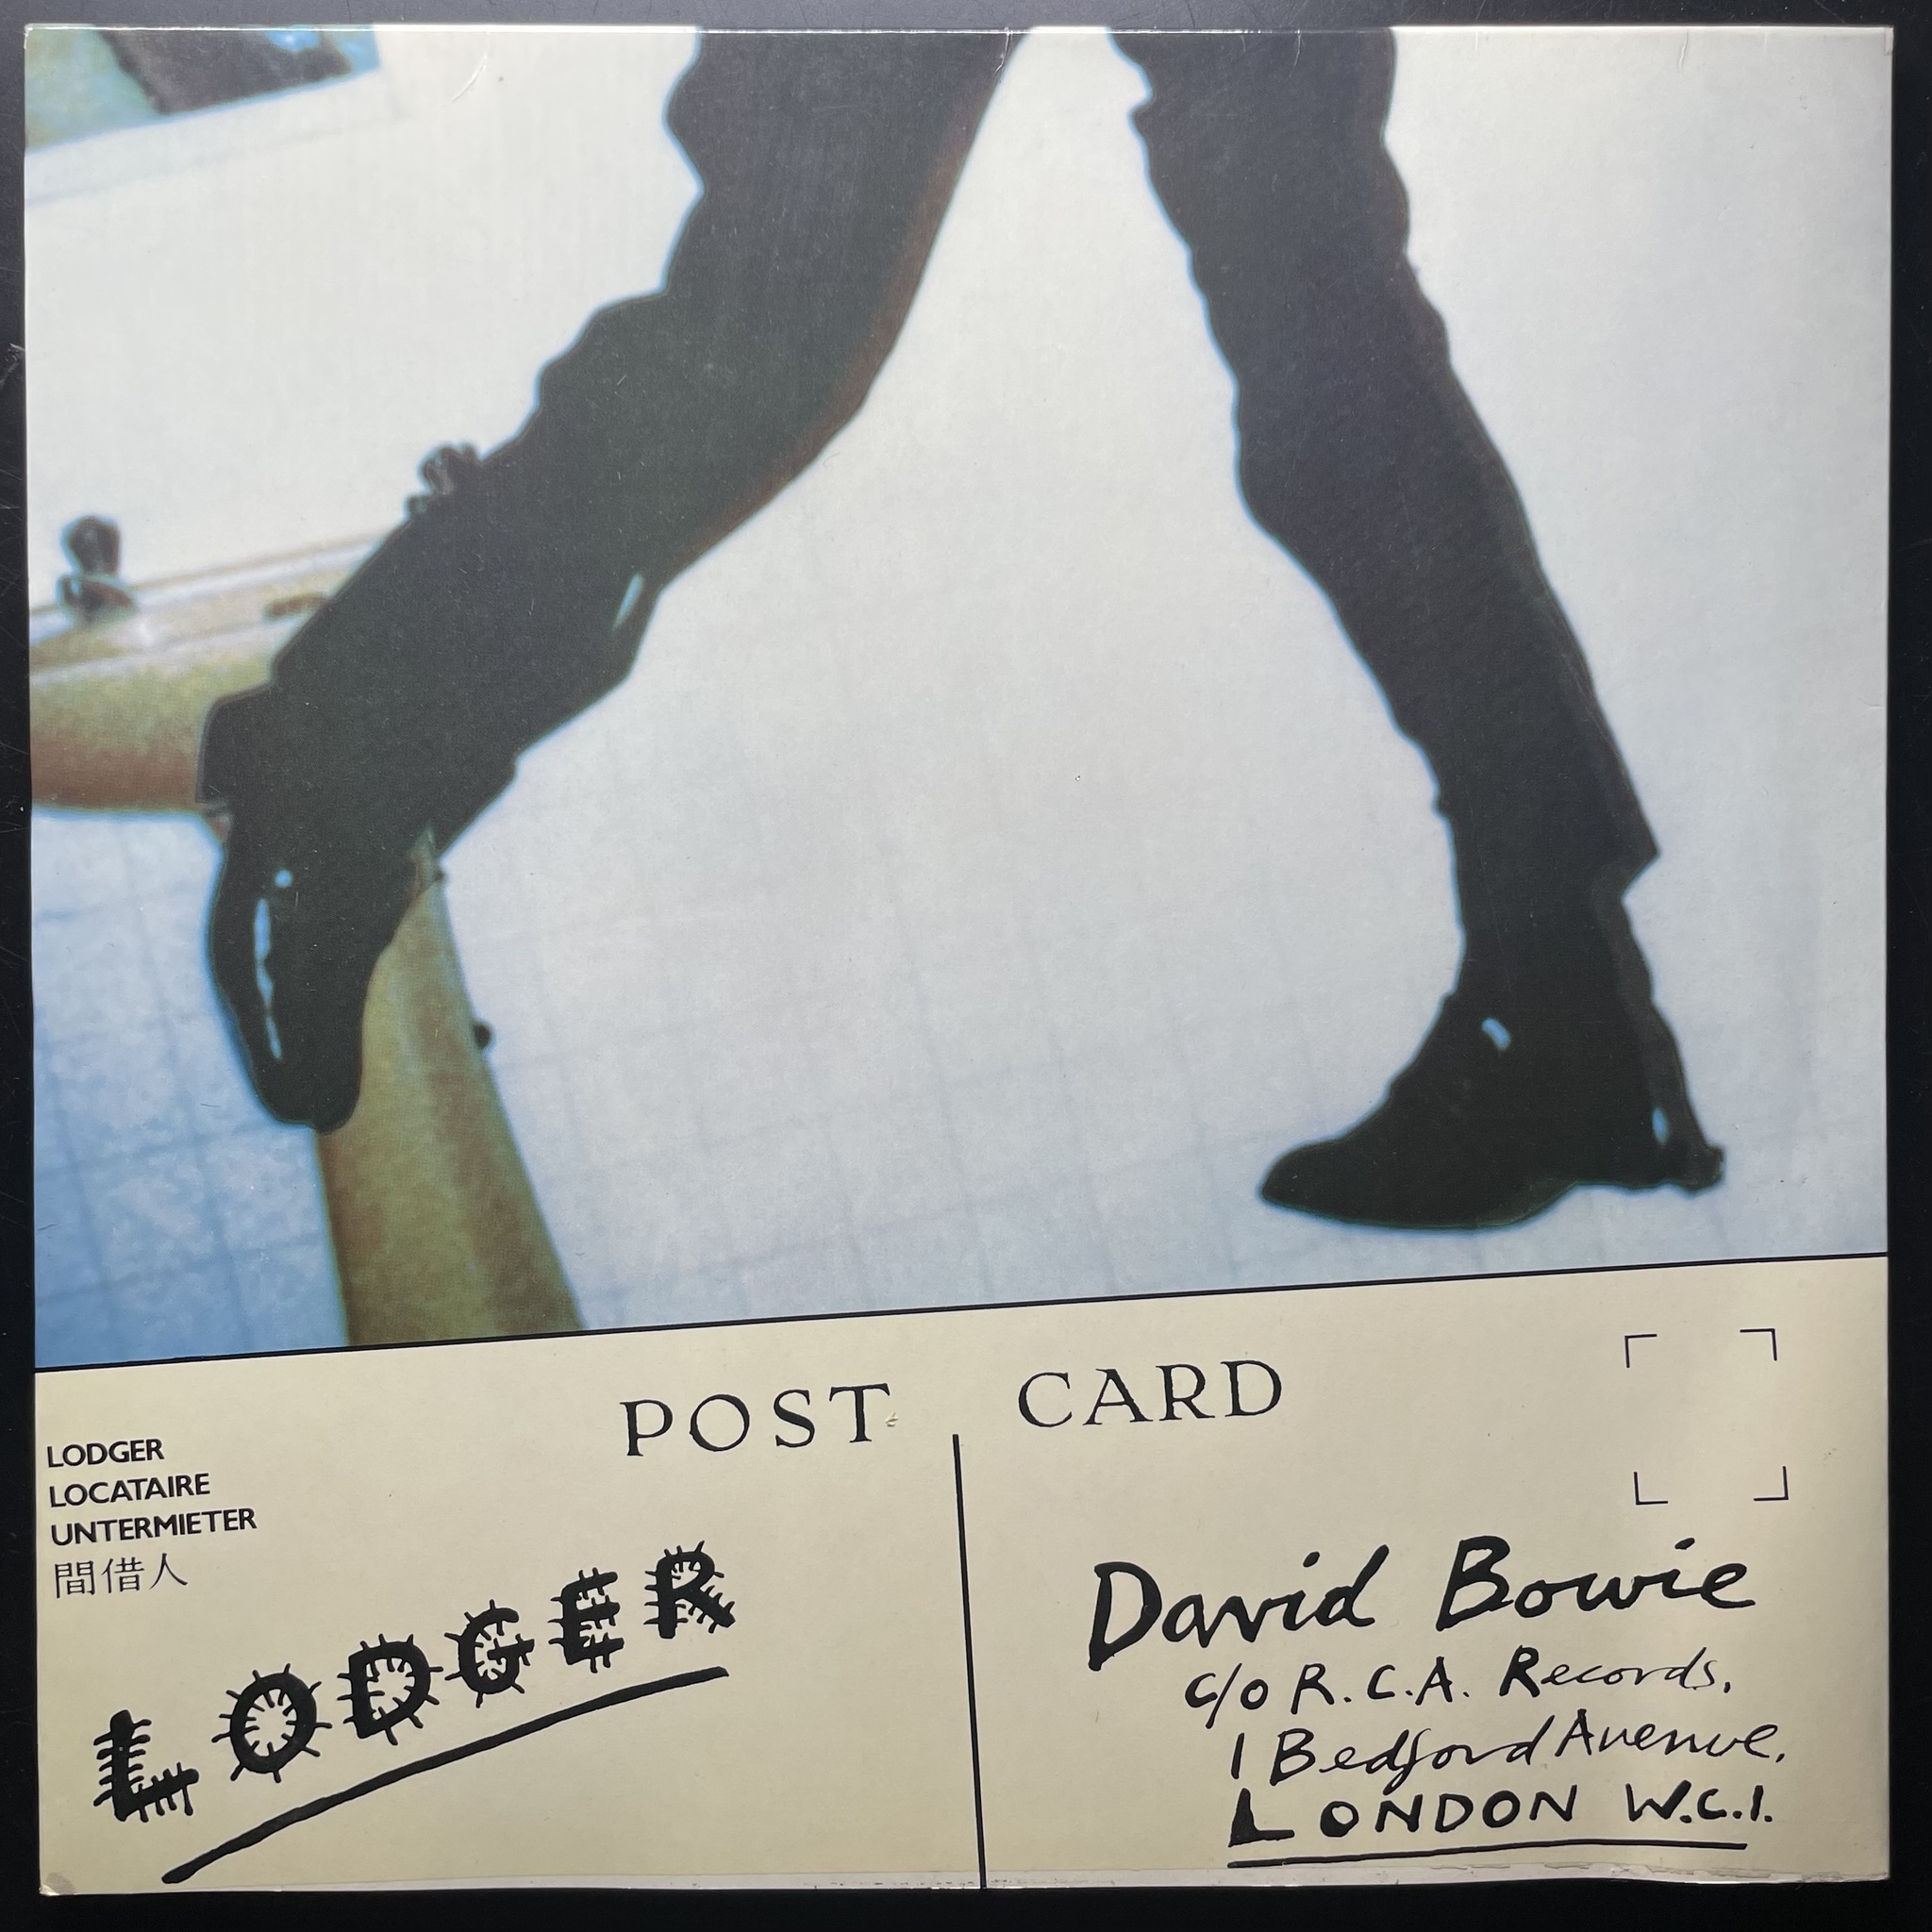 POST CARD
LODGER
LOCATAIRE
UNTERMIETER
間借人
LODGER
David Bowie
c/o R.C.A. Records,
1 Bedford Avenue,
LONDON W.C.1.